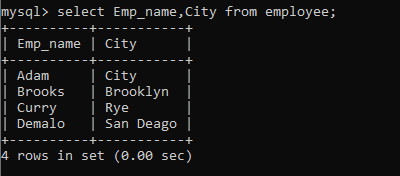 mysql> select Emp_name,City from employee;
+----------+-----------+
| Emp_name | City      |
+----------+-----------+
| Adam     | City      |
| Brooks   | Brooklyn  |
| Curry    | Rye       |
| Demalo   | San Deago |
+----------+-----------+
4 rows in set (0.00 sec)